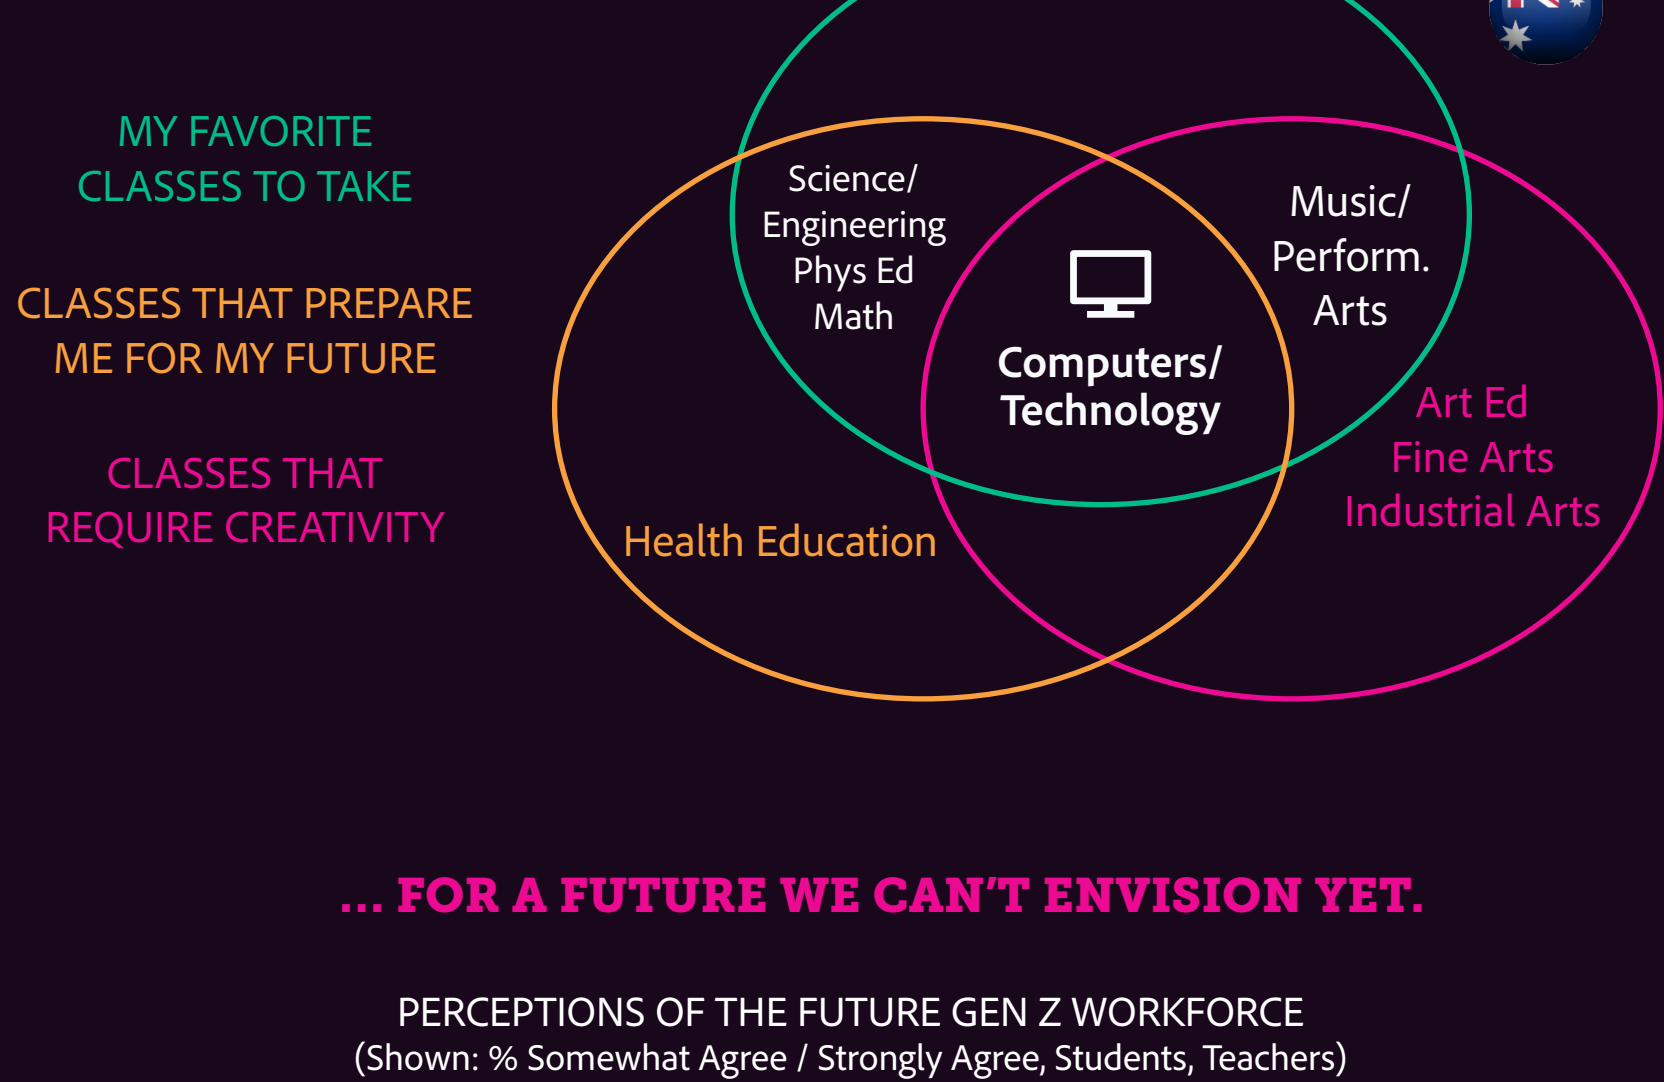 MY FAVORITE
CLASSES TO TAKE
CLASSES THAT PREPARE
ME FOR MY FUTURE
CLASSES THAT
REQUIRE CREATIVITY
Science/
Engineering
Phys Ed
Math
Computers/
Technology
Music/
Perform.
Arts
Art Ed
Fine Arts
Industrial Arts
Health Education
... FOR A FUTURE WE CAN'T ENVISION YET.
PERCEPTIONS OF THE FUTURE GEN Z WORKFORCE
(Shown: % Somewhat Agree / Strongly Agree, Students, Teachers)